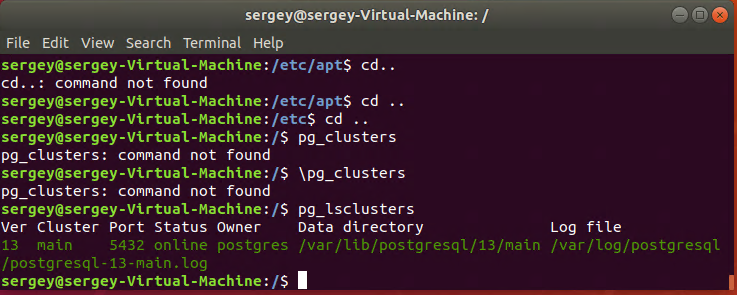 sergey@sergey-Virtual-Machine: /
File Edit View Search Terminal Help
sergey@sergey-Virtual-Machine:/etc/apt$ cd..
cd..: command not found
sergey@sergey-Virtual-Machine:/etc/apt$ cd ..
sergey@sergey-Virtual-Machine:/etc$ cd ..
sergey@sergey-Virtual-Machine:/$ pg_clusters
pg_clusters: command not found
sergey@sergey-Virtual-Machine:/$ \pg_clusters
pg_clusters: command not found
sergey@sergey-Virtual-Machine:/$ pg_lsclusters
Ver Cluster Port Status Owner    Data directory              Log file
13  main    5432 online postgres /var/lib/postgresql/13/main /var/log/postgresql
/postgresql-13-main.log
sergey@sergey-Virtual-Machine:/$